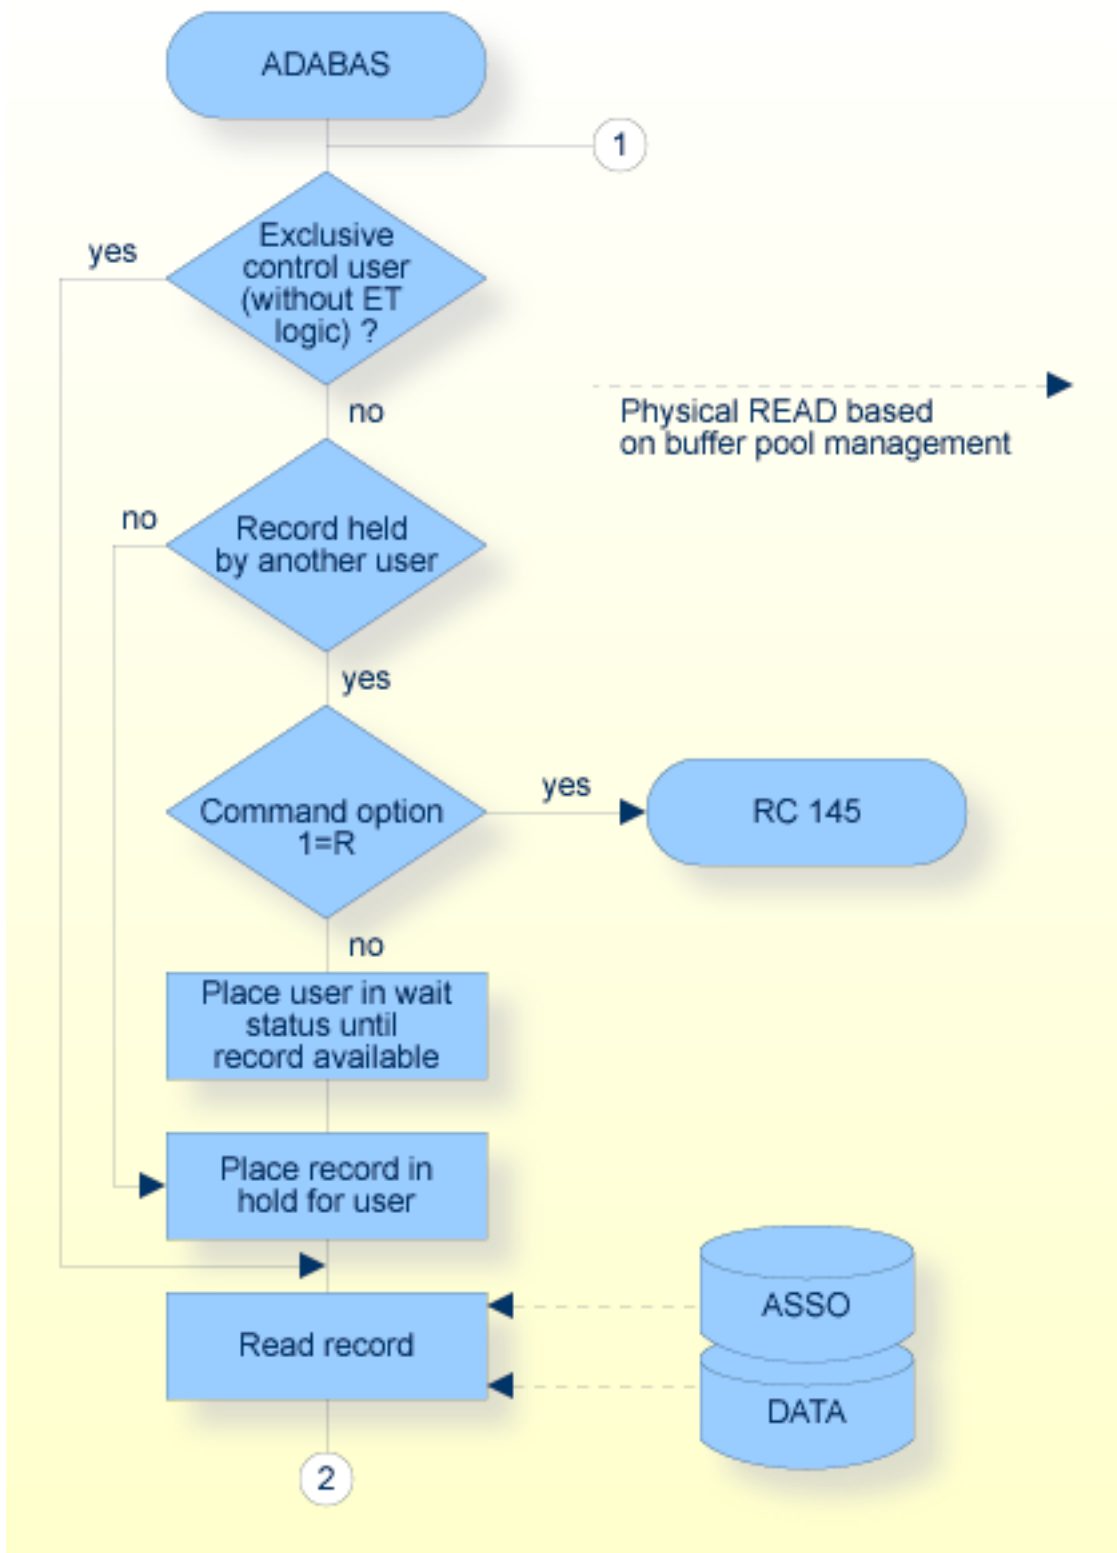 ADABAS
1
Exclusive
control user
(without ET
logic) ?
yes
no
Physical READ based
on buffer pool management
Record held
by another user
no
yes
Command option
1=R
yes
RC 145
no
Place user in wait
status until
record available
Place record in
hold for user
Read record
ASSO
DATA
2